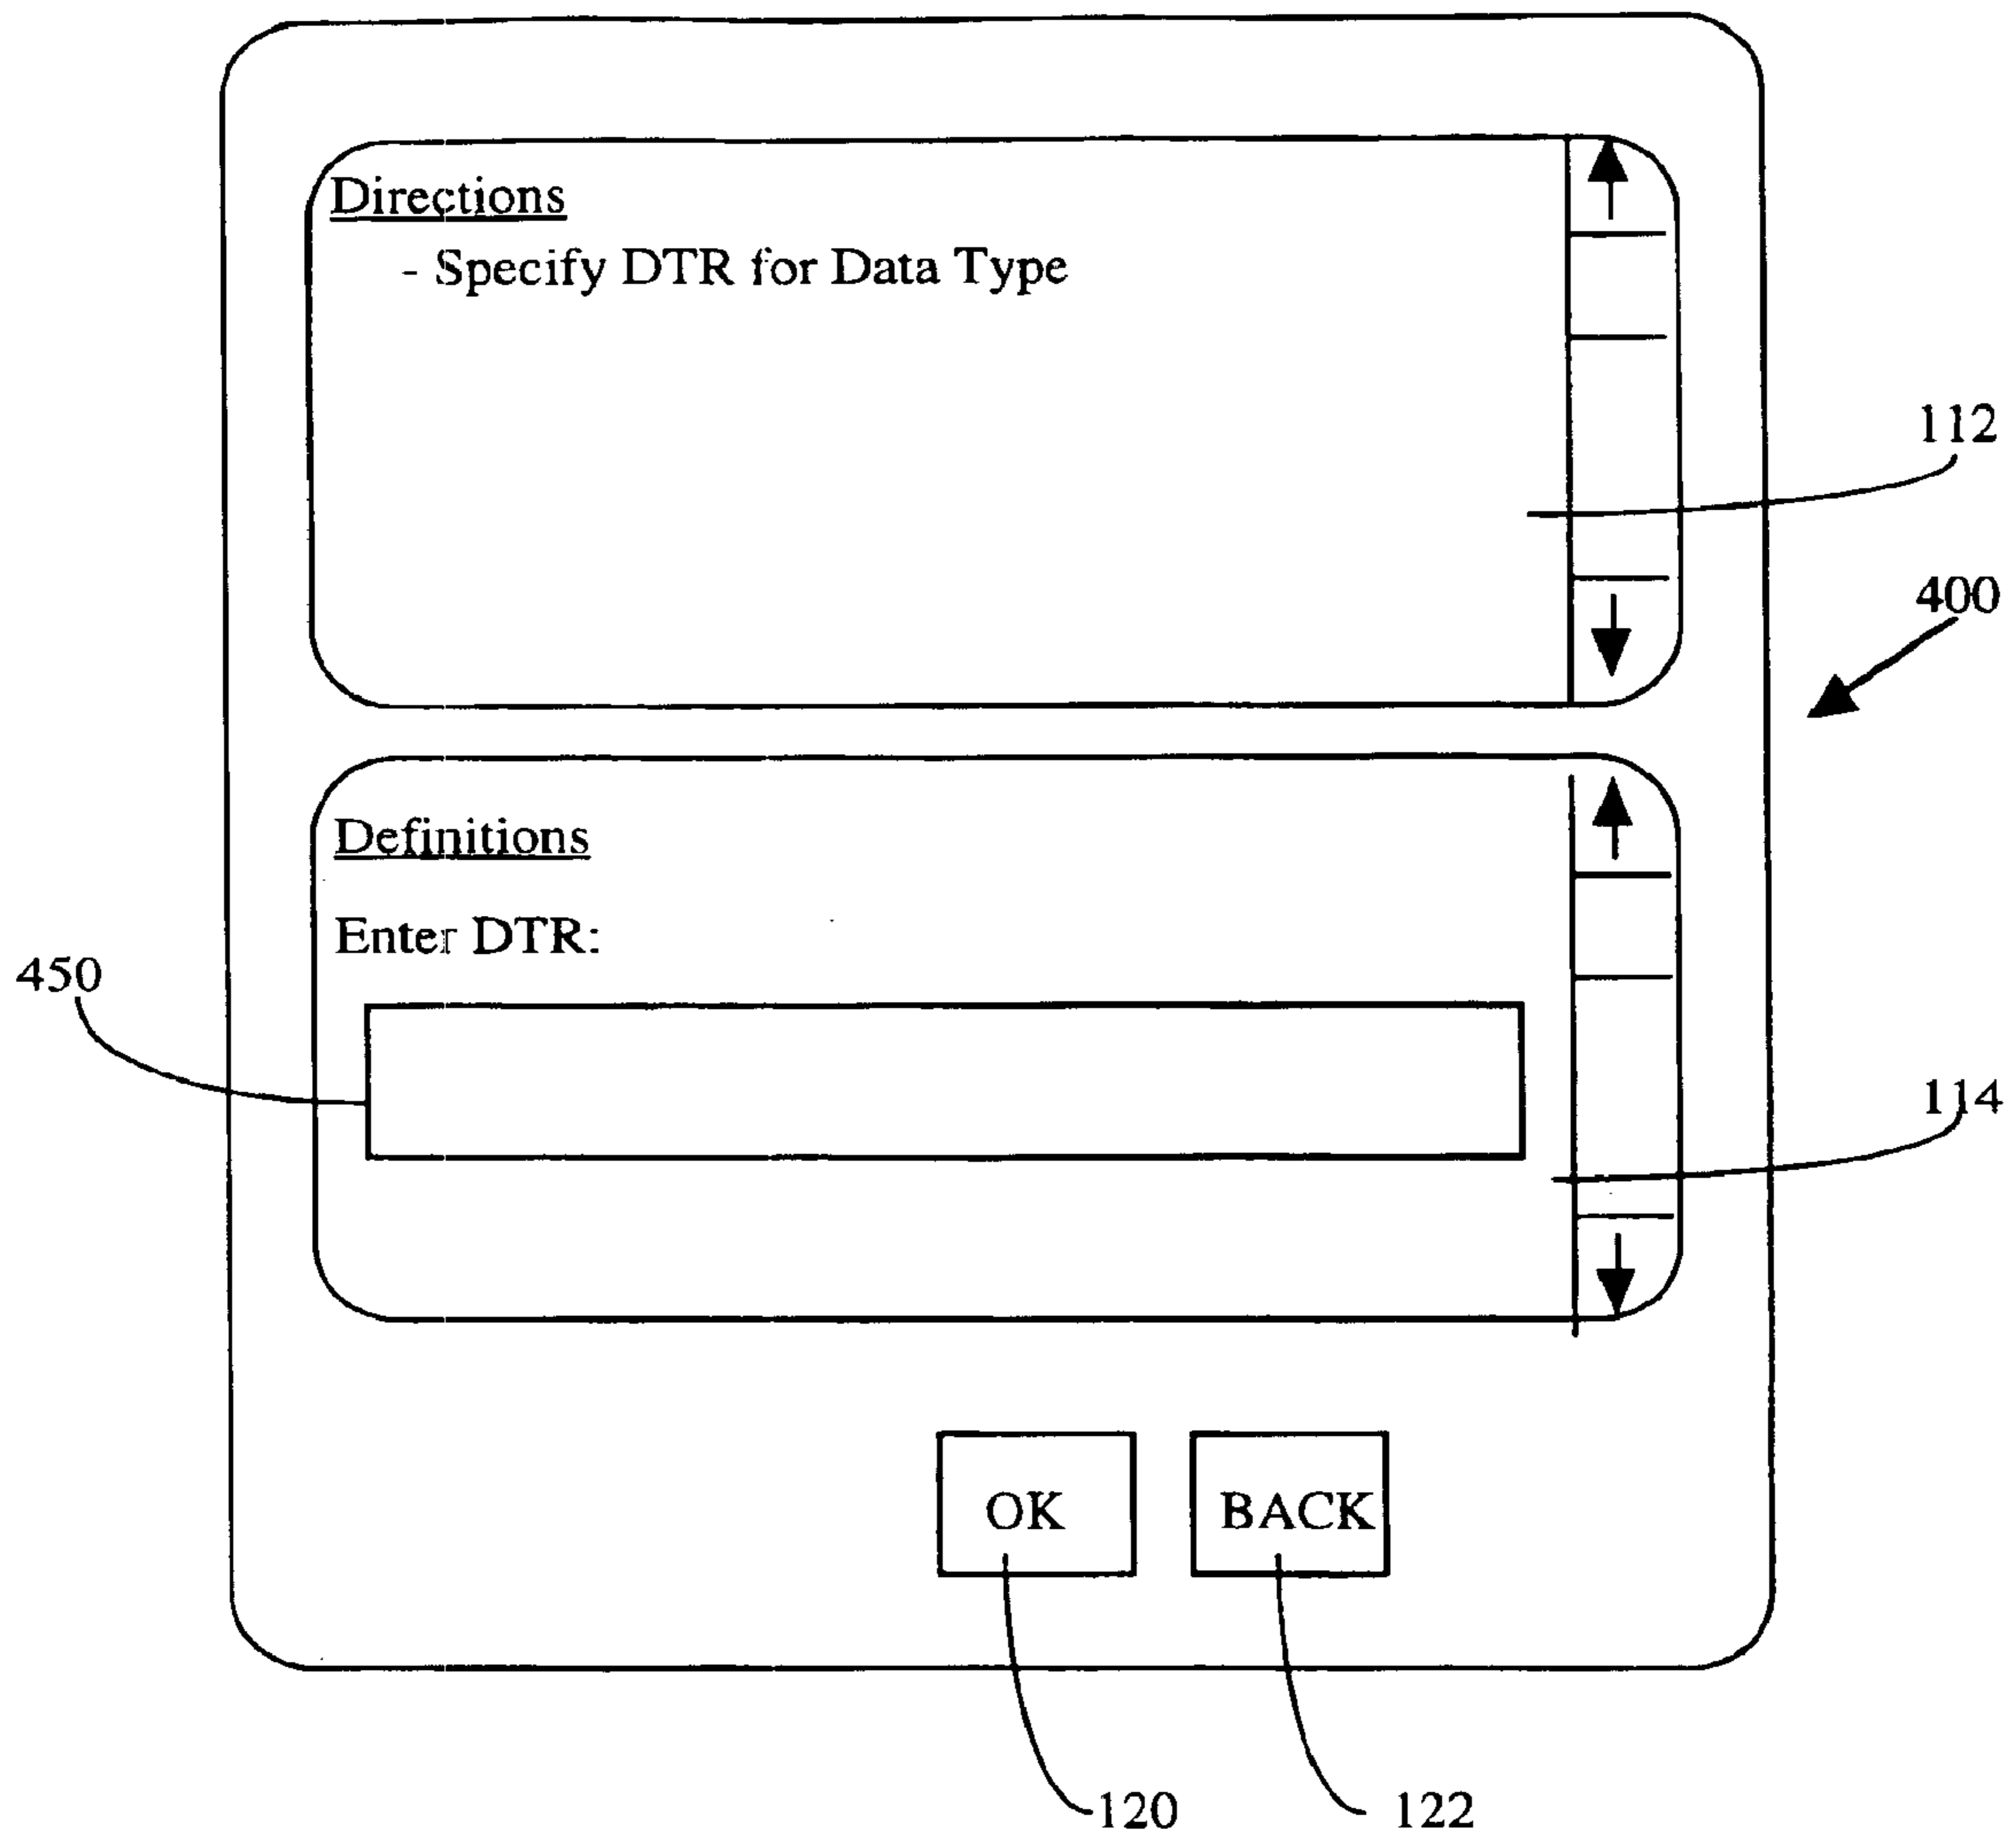 Directions
- Specify DTR for Data Type
112
400
Definitions
Enter DTR:
450
114
OK
BACK
120
122